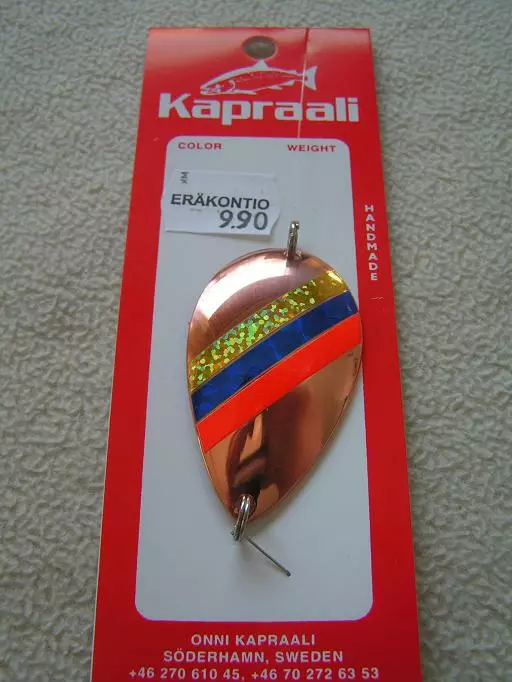 Kapraali
COLOR WEIGHT
XM
ERÄKONTIO
9.90
HANDMADE
ONNI KAPRAALI
SÖDERHAMN, SWEDEN
+46 270 610 45, +46 70 272 63 53